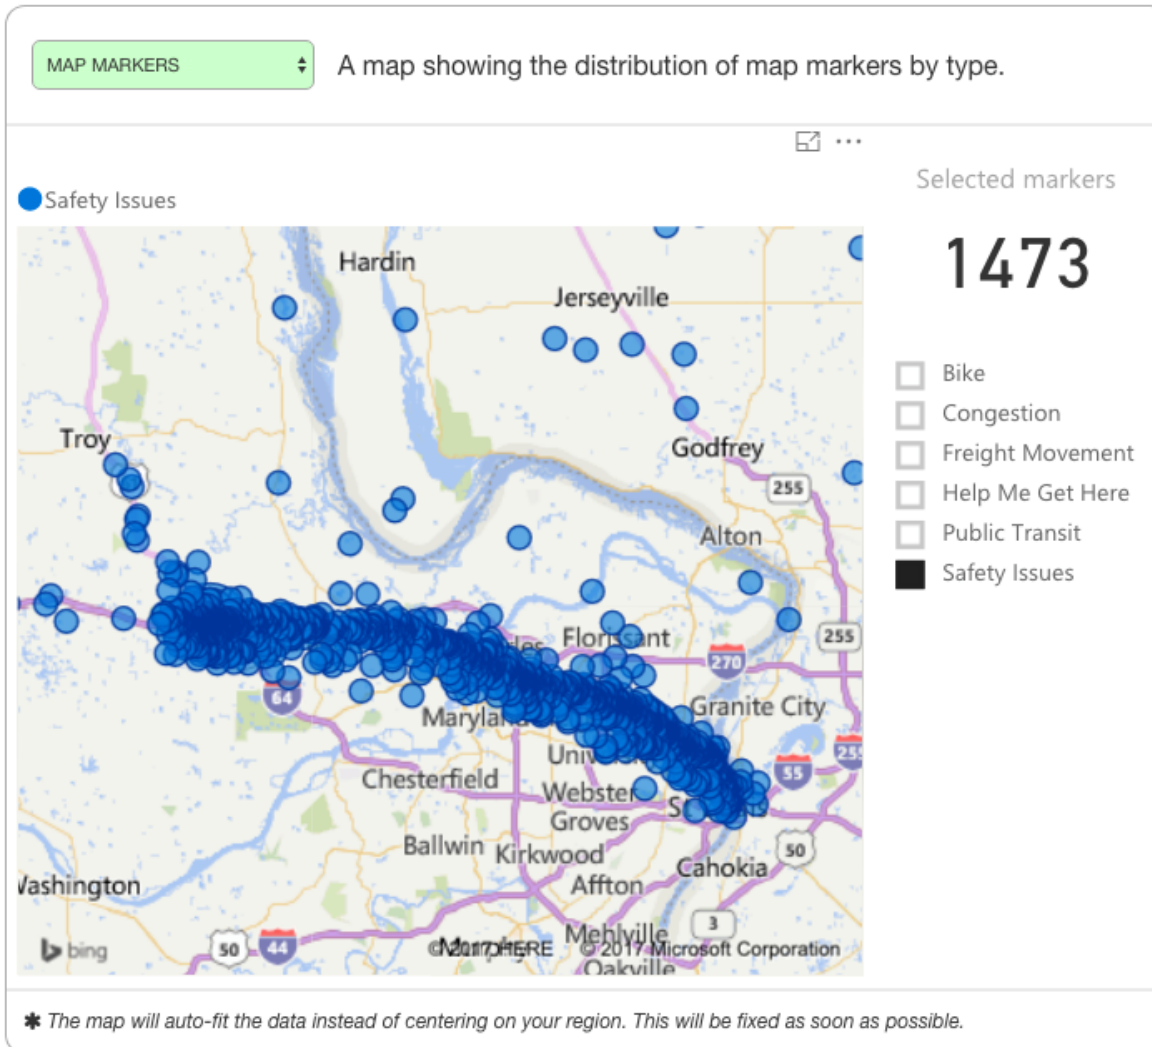 MAP MARKERS
A map showing the distribution of map markers by type.
Selected markers
Safety Issues
1473
Hardin
Jerseyville
Bike
Congestion
Troy
Godfrey
Freight Movement
255
Help Me Get Here
Alton
Public Transit
Safety Issues
Florissant
255
270
64
Granite City
Maryland
55
255
Chesterfield
Webster
Groves
Ballwin
Kirkwood
50
Cahokia
Affton
Washington
3
Mehlville
bing
50
44
© 2017 HERE
© 2017 Microsoft Corporation
Oakville
✱ The map will auto-fit the data instead of centering on your region. This will be fixed as soon as possible.